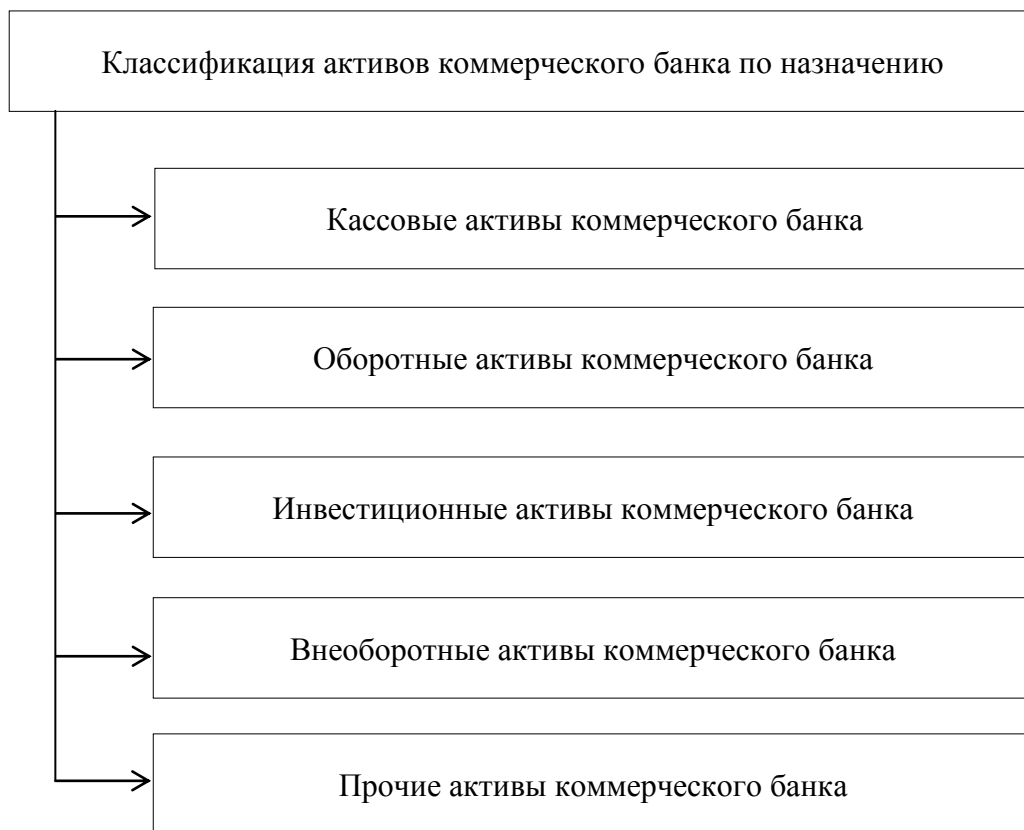 Классификация активов коммерческого банка по назначению
Кассовые активы коммерческого банка
Оборотные активы коммерческого банка
Инвестиционные активы коммерческого банка
Внеоборотные активы коммерческого банка
Прочие активы коммерческого банка